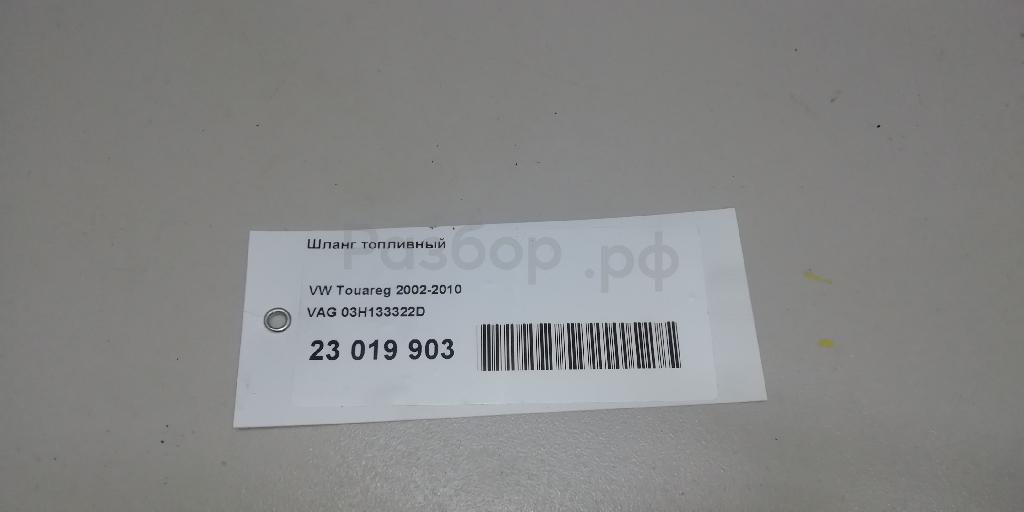 Шланг топливный
Разбор.рф
VW Touareg 2002-2010
VAG 03H133322D
23 019 903